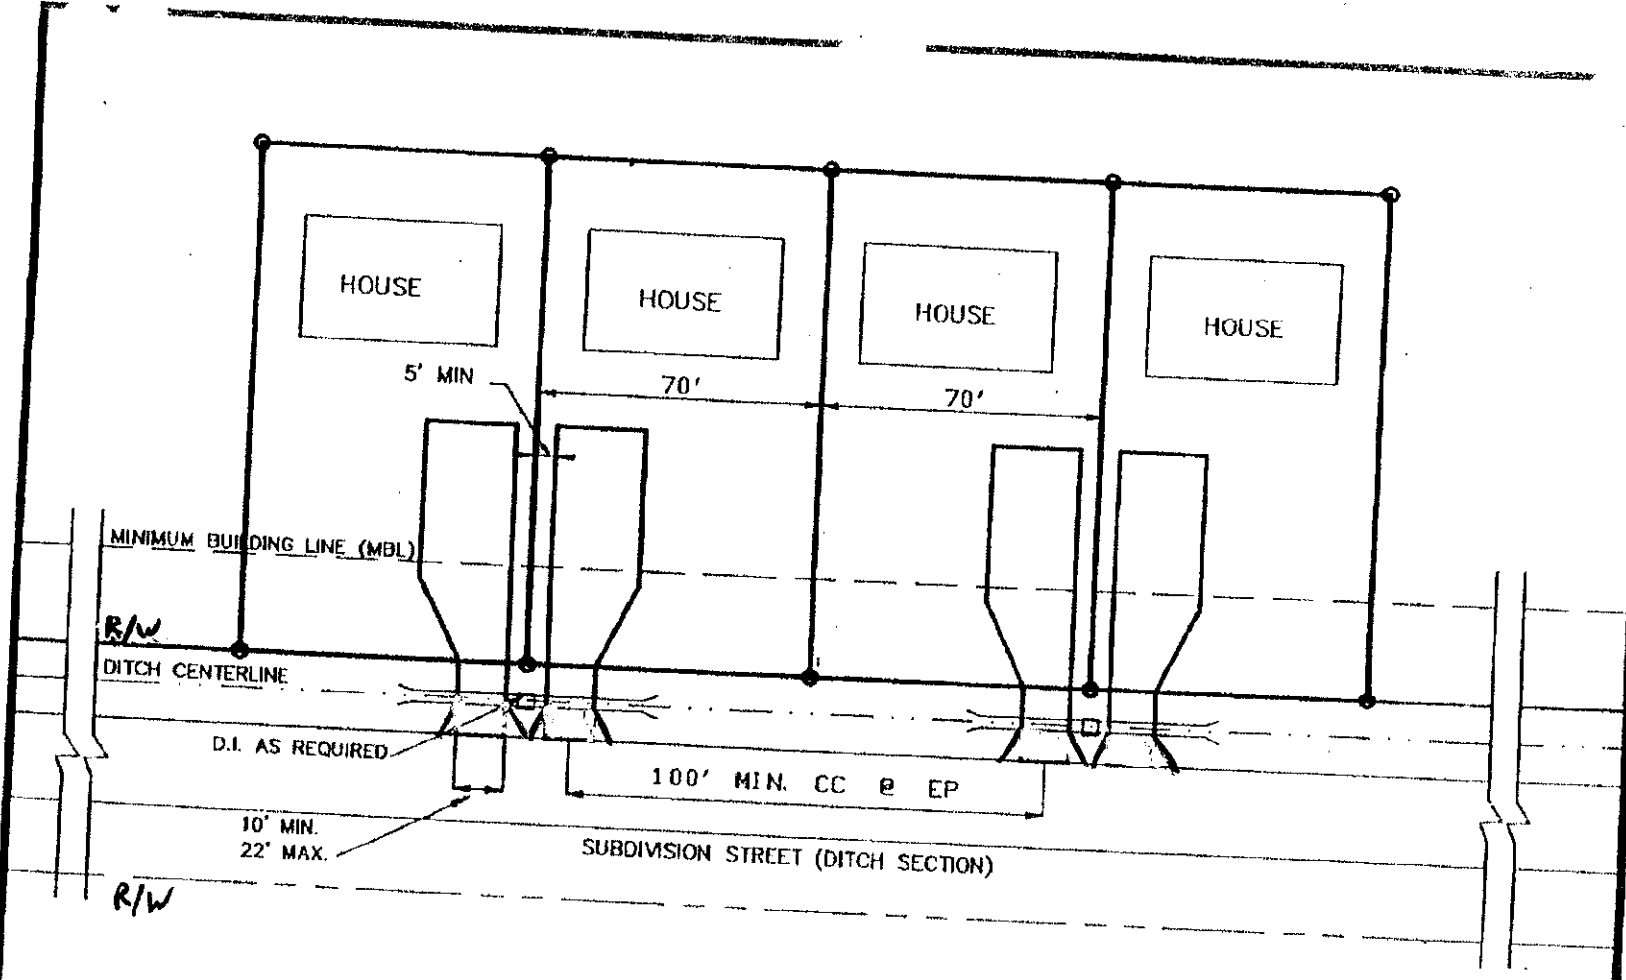 HOUSE
HOUSE
HOUSE
HOUSE
5' MIN
70'
70'
MINIMUM BUILDING LINE (MBL)
R/W
DITCH CENTERLINE
D.I. AS REQUIRED
100' MIN. CC @ EP
10' MIN.
22' MAX.
SUBDIVISION STREET (DITCH SECTION)
R/W